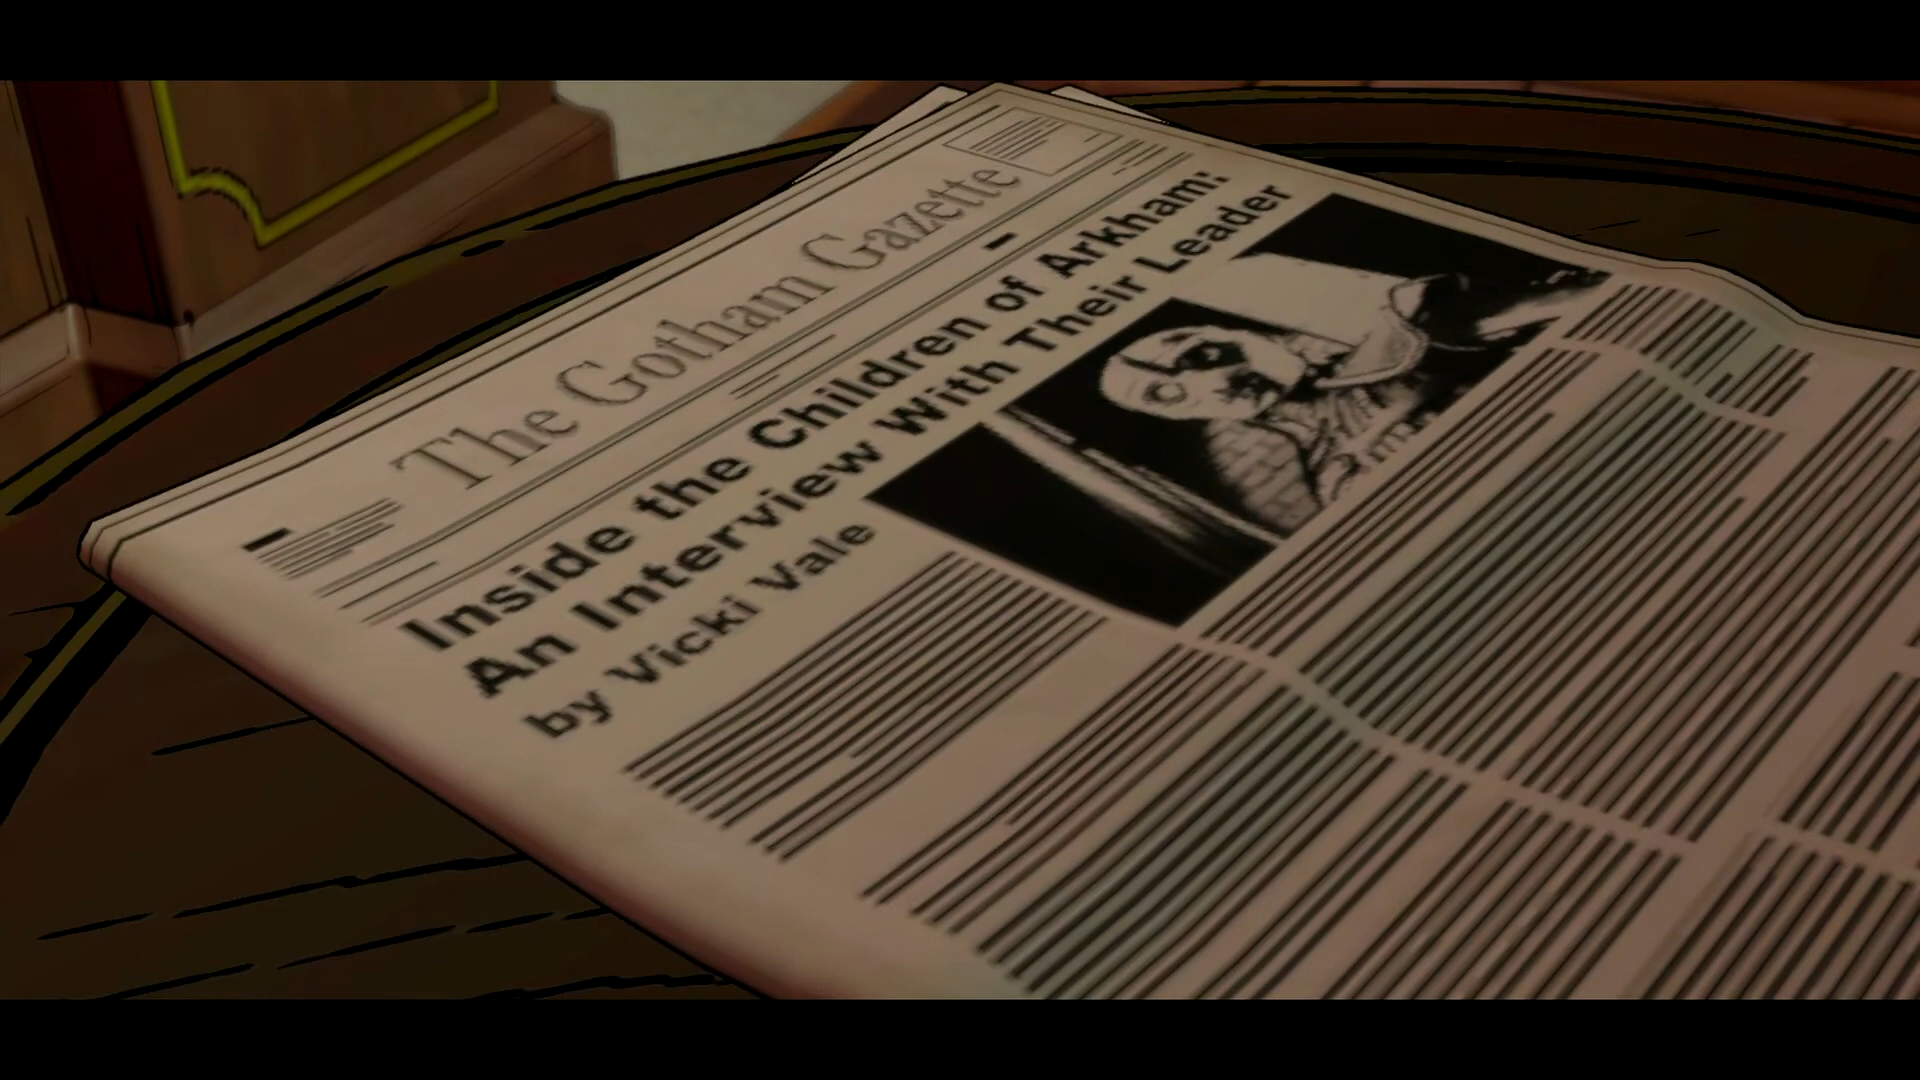 The Gotham Gazette
Inside the Children of Arkham:
An Interview With Their Leader
by Vicki Vale